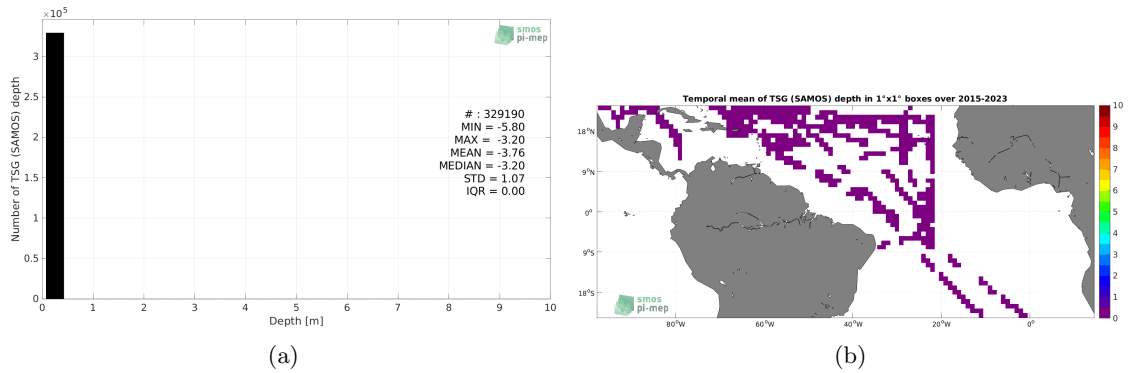 ×10⁵
smos
pi-mep
3
2.5
2
1.5
1
0.5
0
Number of TSG (SAMOS) depth
# : 329190
MIN = -5.80
MAX = -3.20
MEAN = -3.76
MEDIAN = -3.20
STD = 1.07
IQR = 0.00
0 1 2 3 4 5 6 7 8 9 10
Depth [m]
(a)
Temporal mean of TSG (SAMOS) depth in 1°x1° boxes over 2015-2023
18°N
9°N
0°
9°S
18°S
80°W 60°W 40°W 20°W 0°
10
9
8
7
6
5
4
3
2
1
0
smos
pi-mep
(b)